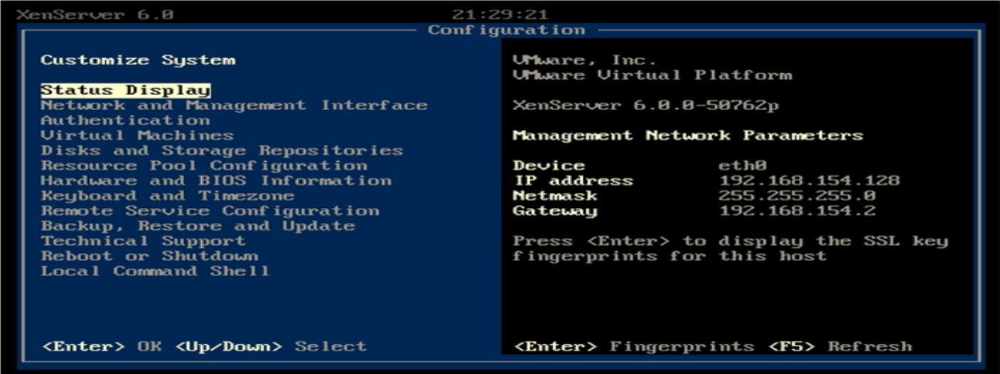 XenServer 6.0 21:29:21
Configuration
Customize System
Status Display
Network and Management Interface
Authentication
Virtual Machines
Disks and Storage Repositories
Resource Pool Configuration
Hardware and BIOS Information
Keyboard and Timezone
Remote Service Configuration
Backup, Restore and Update
Technical Support
Reboot or Shutdown
Local Command Shell
<Enter> OK <Up/Down> Select
VMware, Inc.
VMware Virtual Platform
XenServer 6.0.0-50762p
Management Network Parameters
Device eth0
IP address 192.168.154.128
Netmask 255.255.255.0
Gateway 192.168.154.2
Press <Enter> to display the SSL key
fingerprints for this host
<Enter> Fingerprints <F5> Refresh